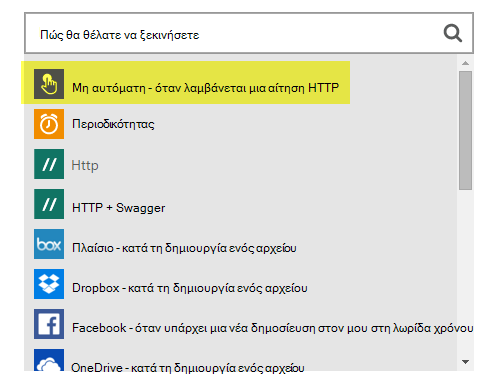 Πώς θα θέλατε να ξεκινήσετε
Μη αυτόματη - όταν λαμβάνεται μια αίτηση HTTP
Περιοδικότητας
// Http
// HTTP + Swagger
box Πλαίσιο - κατά τη δημιουργία ενός αρχείου
Dropbox - κατά τη δημιουργία ενός αρχείου
f Facebook - όταν υπάρχει μια νέα δημοσίευση στον μου στη λωρίδα χρόνου
OneDrive - κατά τη δημιουργία ενός αρχείου